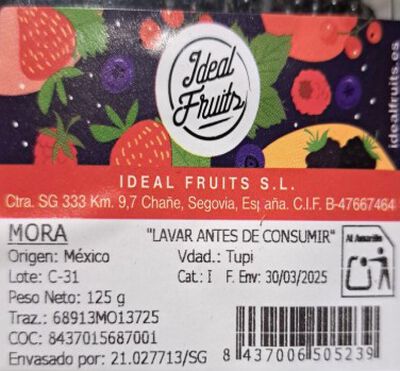 Ideal
Fruits
idealfruits.es
IDEAL FRUITS S.L.
Ctra. SG 333 Km. 9,7 Chañe, Segovia, España. C.I.F. B-47667464
MORA "LAVAR ANTES DE CONSUMIR" Al Amarillo
Origen: México Vdad.: Tupi
Lote: C-31 Cat.: I F. Env: 30/03/2025
Peso Neto: 125 g
Traz.: 68913MO13725
COC: 8437015687001
Envasado por: 21.027713/SG 8 437006 505239